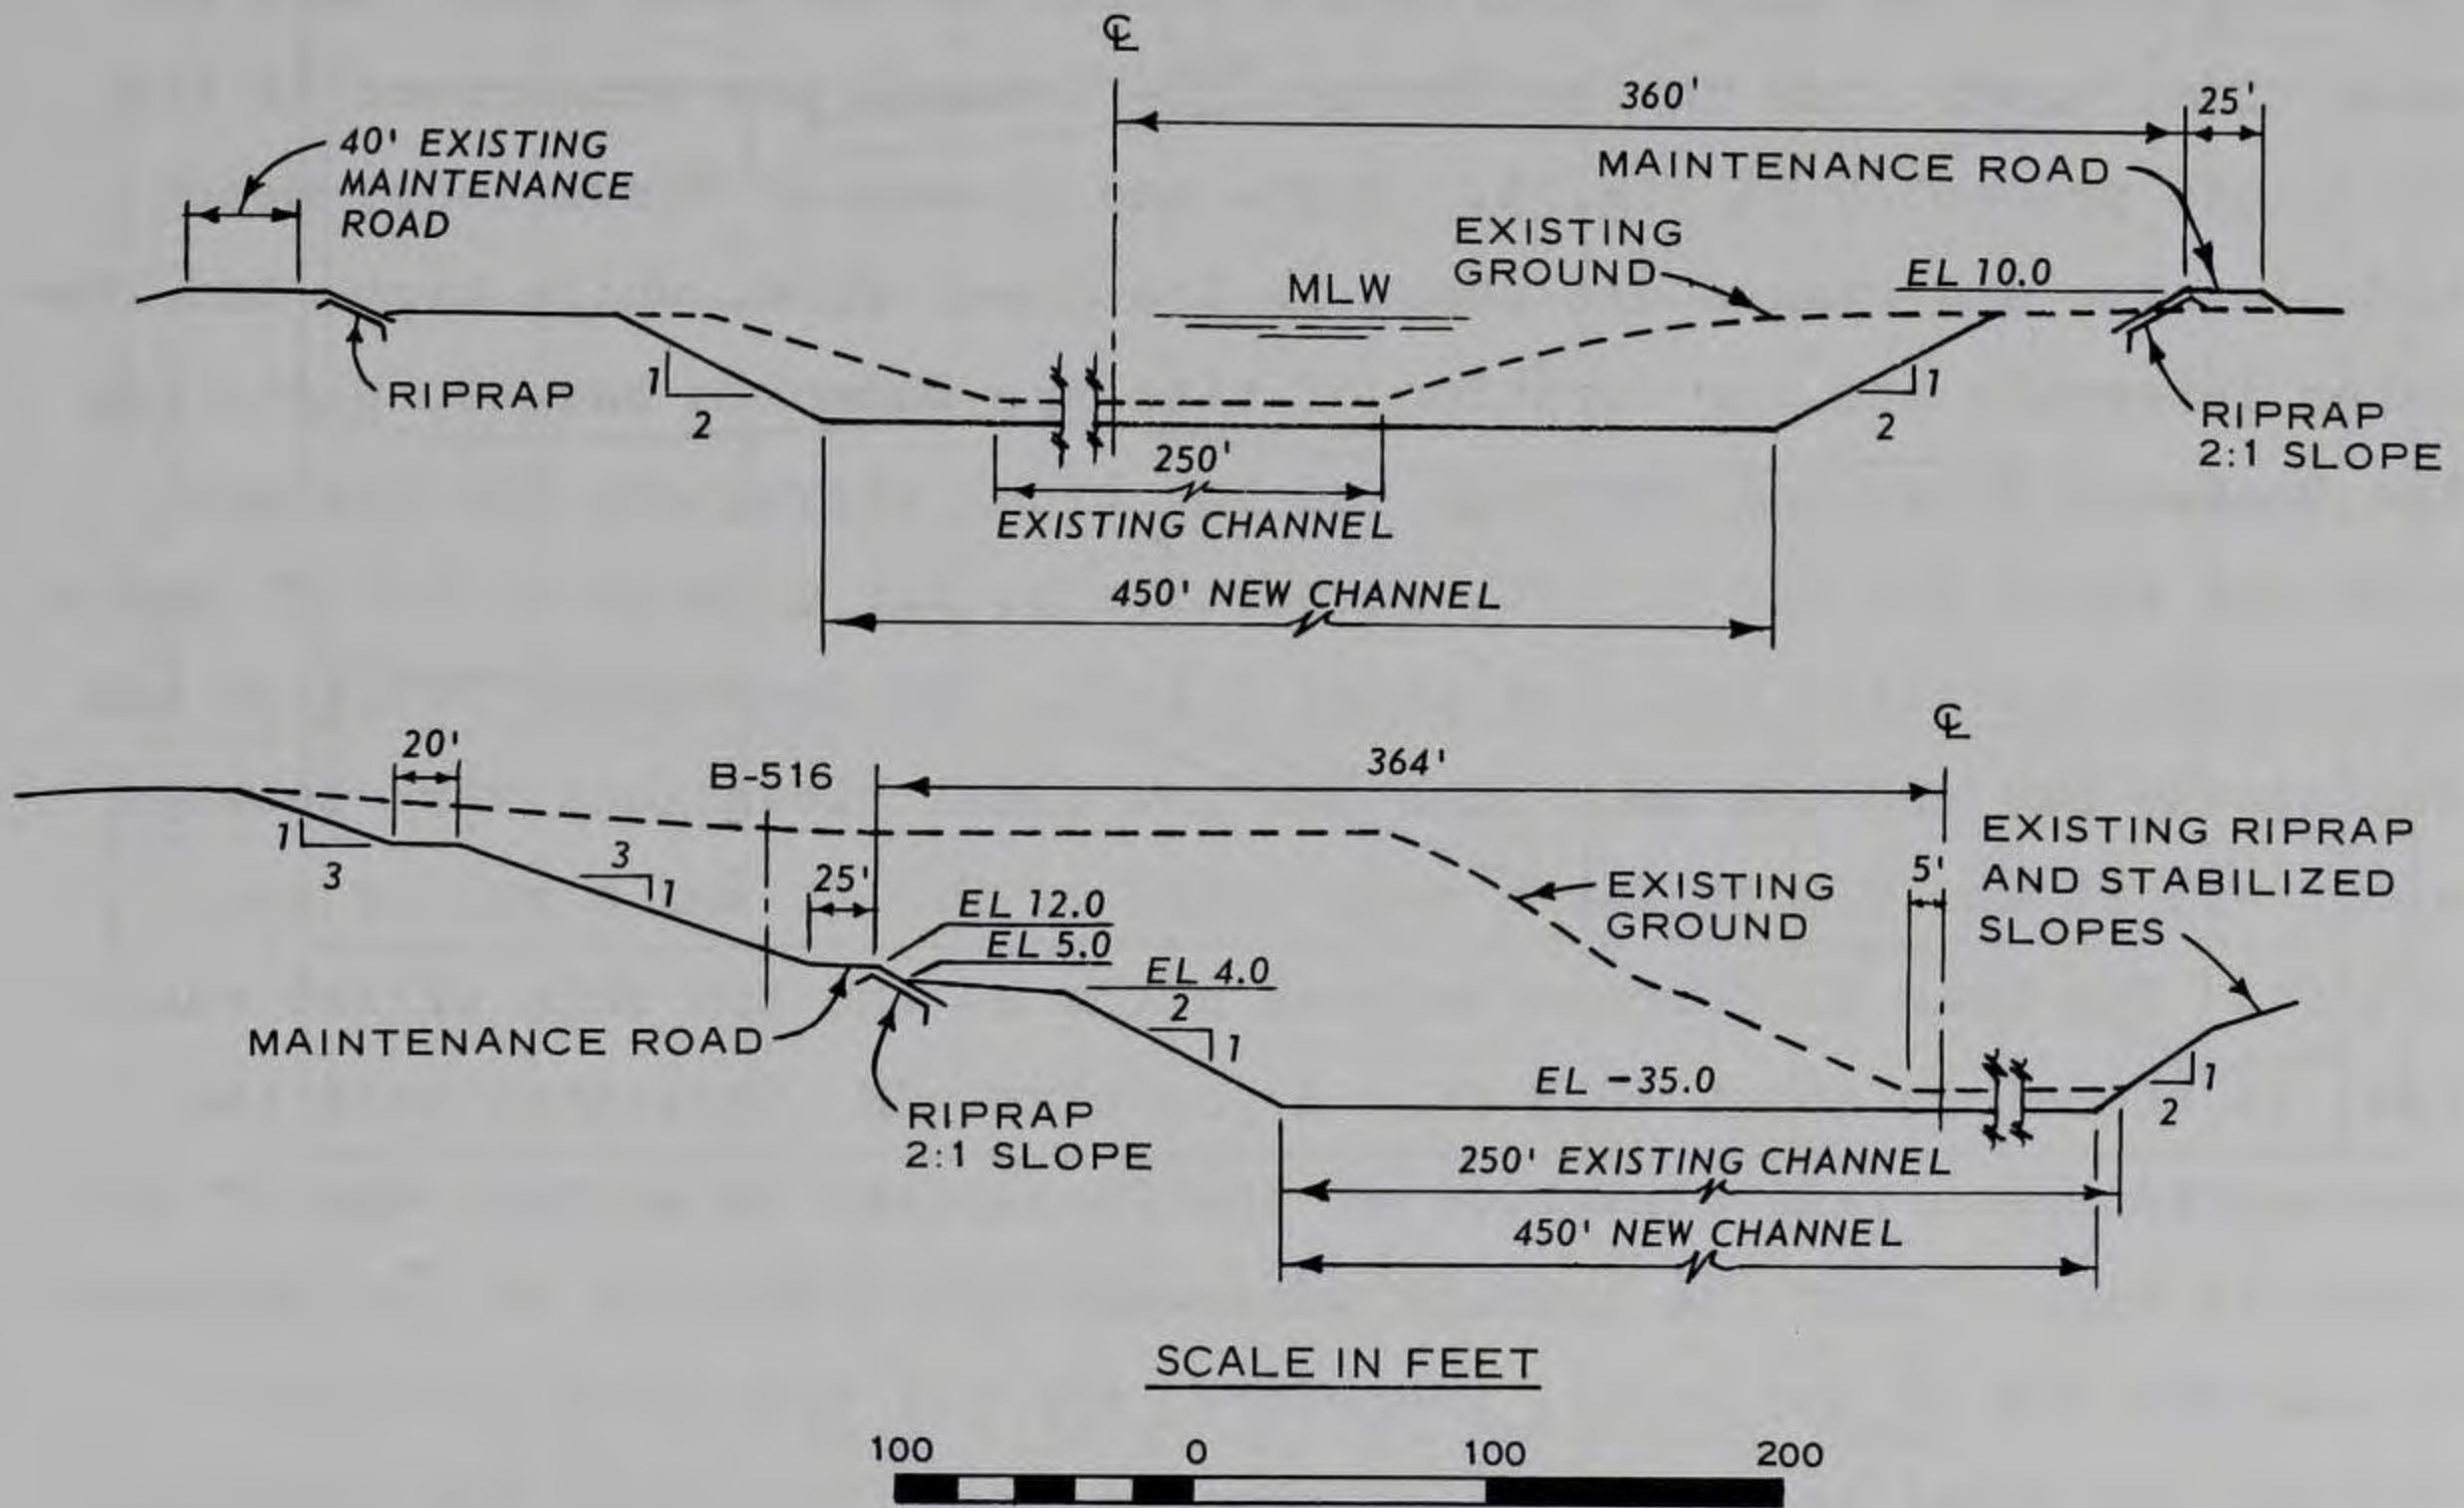 ℄
360'
25'
40' EXISTING
MAINTENANCE
ROAD
MAINTENANCE ROAD
EXISTING
GROUND
MLW
EL 10.0
RIPRAP
1
2
1
2
RIPRAP
2:1 SLOPE
250'
EXISTING CHANNEL
450' NEW CHANNEL
℄
20'
B-516
364'
1
3
3
1
25'
EL 12.0
EL 5.0
EL 4.0
2
1
EXISTING
GROUND
5'
EXISTING RIPRAP
AND STABILIZED
SLOPES
MAINTENANCE ROAD
RIPRAP
2:1 SLOPE
EL -35.0
1
2
250' EXISTING CHANNEL
450' NEW CHANNEL
SCALE IN FEET
100 0 100 200